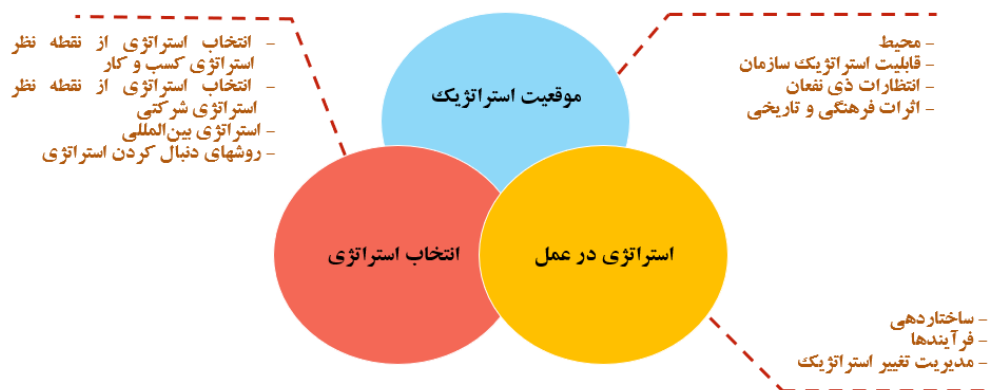 - محیط
- قابلیت استراتژیک سازمان
- انتظارات ذی نفعان
- اثرات فرهنگی و تاریخی
موقعیت استراتژیک
- انتخاب استراتژی از نقطه نظر
استراتژی کسب و کار
- انتخاب استراتژی از نقطه نظر
استراتژی شرکتی
- استراتژی بین‌المللی
- روشهای دنبال کردن استراتژی
استراتژی در عمل
انتخاب استراتژی
- ساختاردهی
- فرآیندها
- مدیریت تغییر استراتژیک